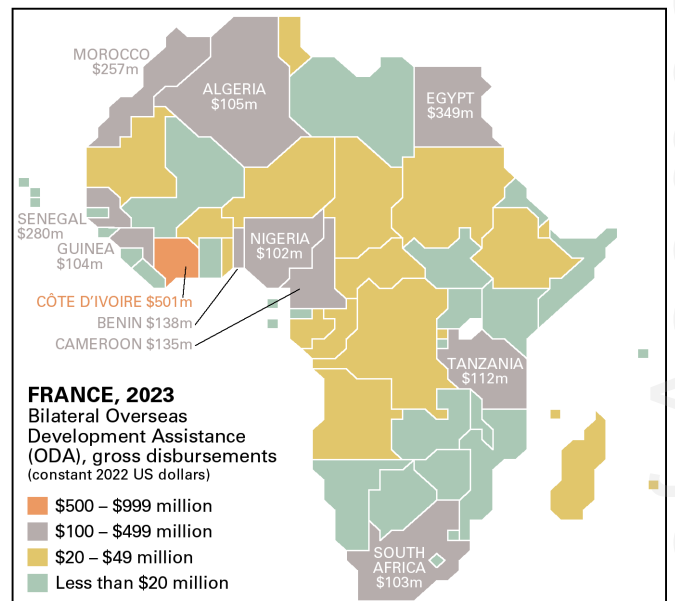 MOROCCO
$257m
ALGERIA
$105m
EGYPT
$349m
SENEGAL
$280m
GUINEA
$104m
NIGERIA
$102m
CÔTE D'IVOIRE $501m
BENIN $138m
CAMEROON $135m
TANZANIA
$112m
SOUTH
AFRICA
$103m
FRANCE, 2023
Bilateral Overseas
Development Assistance
(ODA), gross disbursements
(constant 2022 US dollars)
$500 – $999 million
$100 – $499 million
$20 – $49 million
Less than $20 million